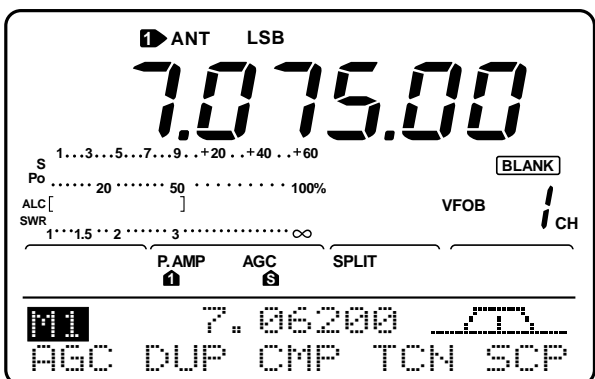 1 ANT LSB
7.075.00
S 1...3...5...7...9..+20..+40..+60
BLANK
Po ...... 20 ...... 50 .......... 100%
ALC [ ]
VFOB 1 CH
SWR 1...1.5..2 ...... 3 ............... ∞
P.AMP AGC SPLIT
1 S
M1 7.06200
AGC DUP CMP TCN SCP